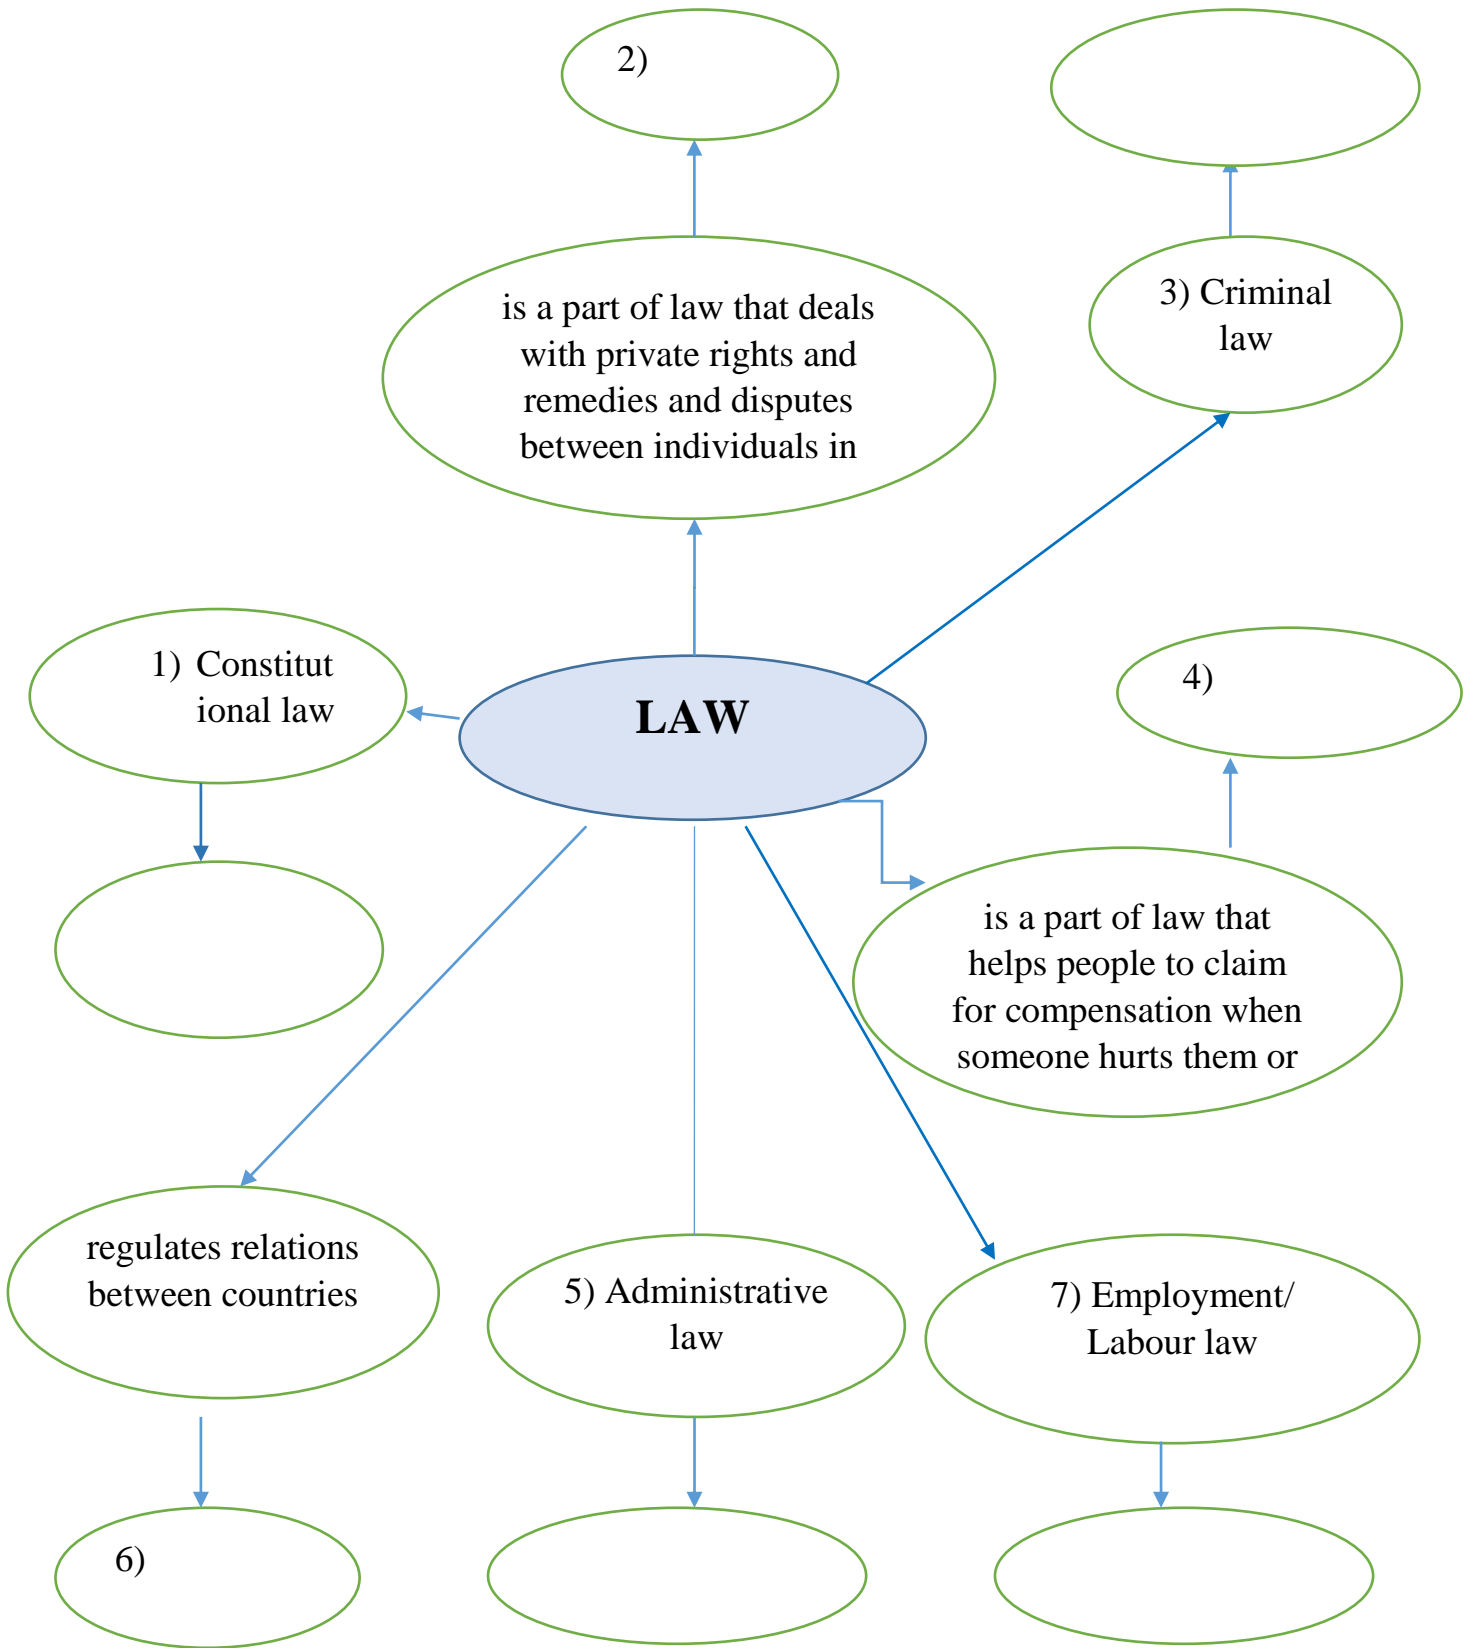 2)
is a part of law that deals
with private rights and
remedies and disputes
between individuals in
3) Criminal
law
1) Constitut
ional law
LAW
4)
is a part of law that
helps people to claim
for compensation when
someone hurts them or
regulates relations
between countries
5) Administrative
law
7) Employment/
Labour law
6)